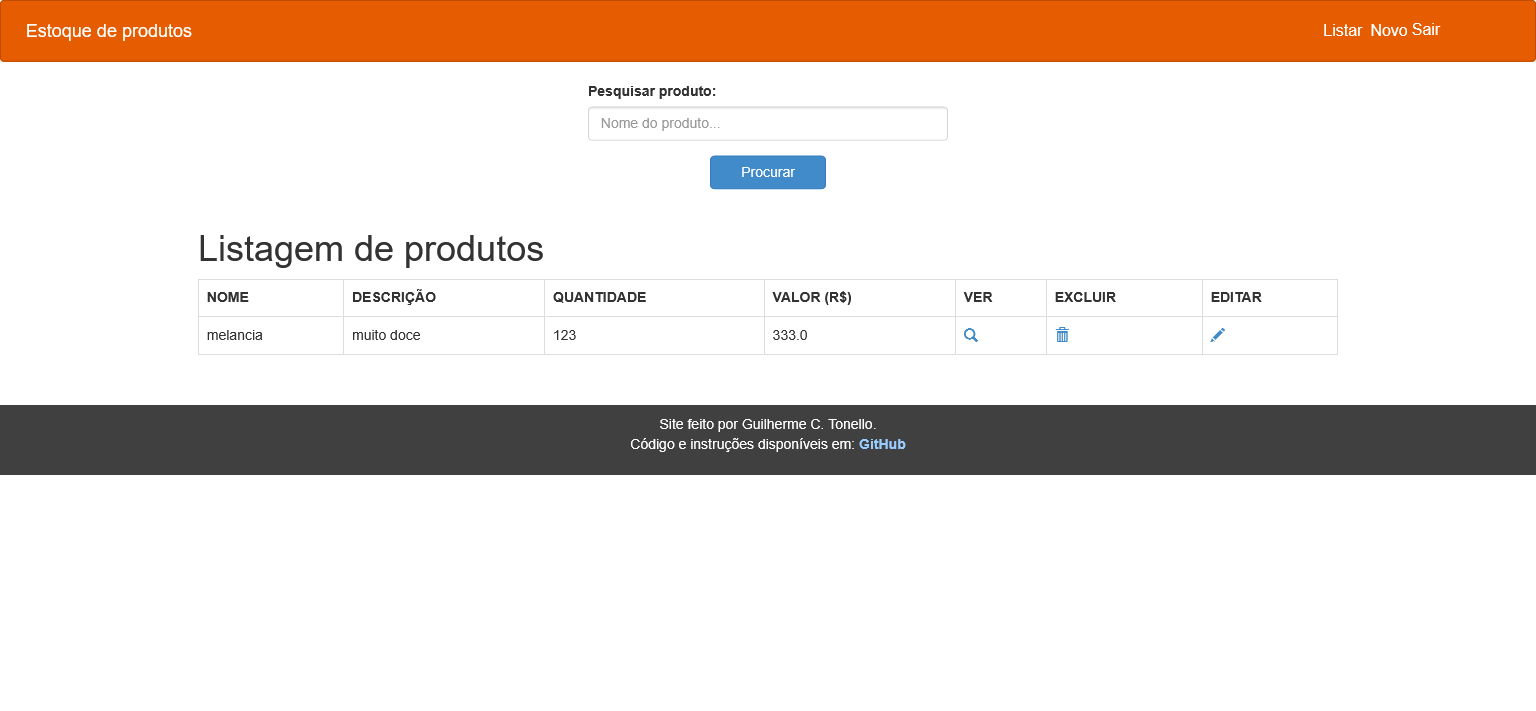 Estoque de produtos Listar Novo Sair
Pesquisar produto:
Nome do produto...
Procurar
Listagem de produtos
NOME DESCRIÇÃO QUANTIDADE VALOR (R$) VER EXCLUIR EDITAR
melancia muito doce 123 333.0
Site feito por Guilherme C. Tonello.
Código e instruções disponíveis em: GitHub